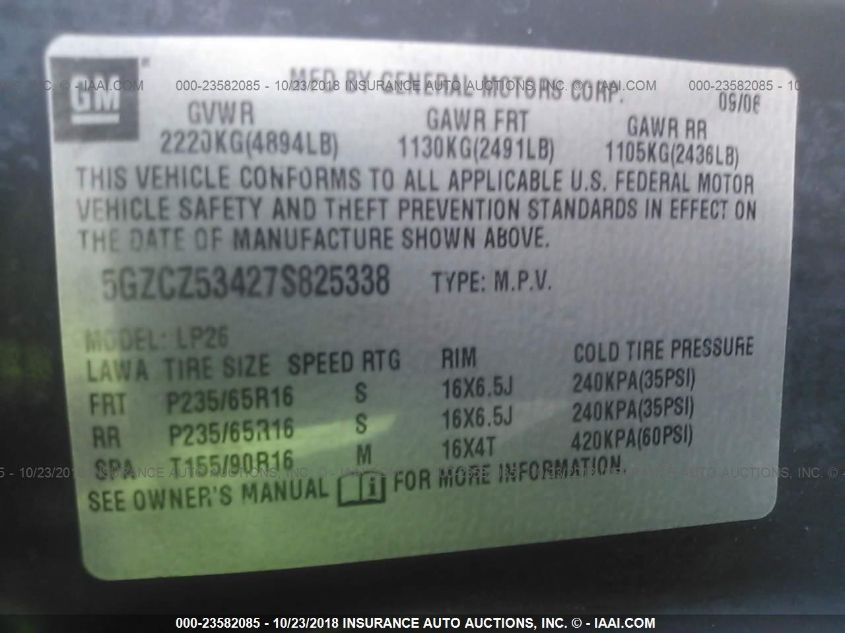 GM
MFD BY GENERAL MOTORS CORP.
09/06
GVWR GAWR FRT GAWR RR
2220KG(4894LB) 1130KG(2491LB) 1105KG(2436LB)
THIS VEHICLE CONFORMS TO ALL APPLICABLE U.S. FEDERAL MOTOR
VEHICLE SAFETY AND THEFT PREVENTION STANDARDS IN EFFECT ON
THE DATE OF MANUFACTURE SHOWN ABOVE.
5GZCZ53427S825338 TYPE: M.P.V.
MODEL: LP26
LAWA TIRE SIZE SPEED RTG RIM COLD TIRE PRESSURE
FRT P235/65R16 S 16X6.5J 240KPA(35PSI)
RR P235/65R16 S 16X6.5J 240KPA(35PSI)
SPA T155/90R16 M 16X4T 420KPA(60PSI)
SEE OWNER'S MANUAL i FOR MORE INFORMATION.
000-23582085 - 10/23/2018 INSURANCE AUTO AUCTIONS, INC. © - IAAI.COM